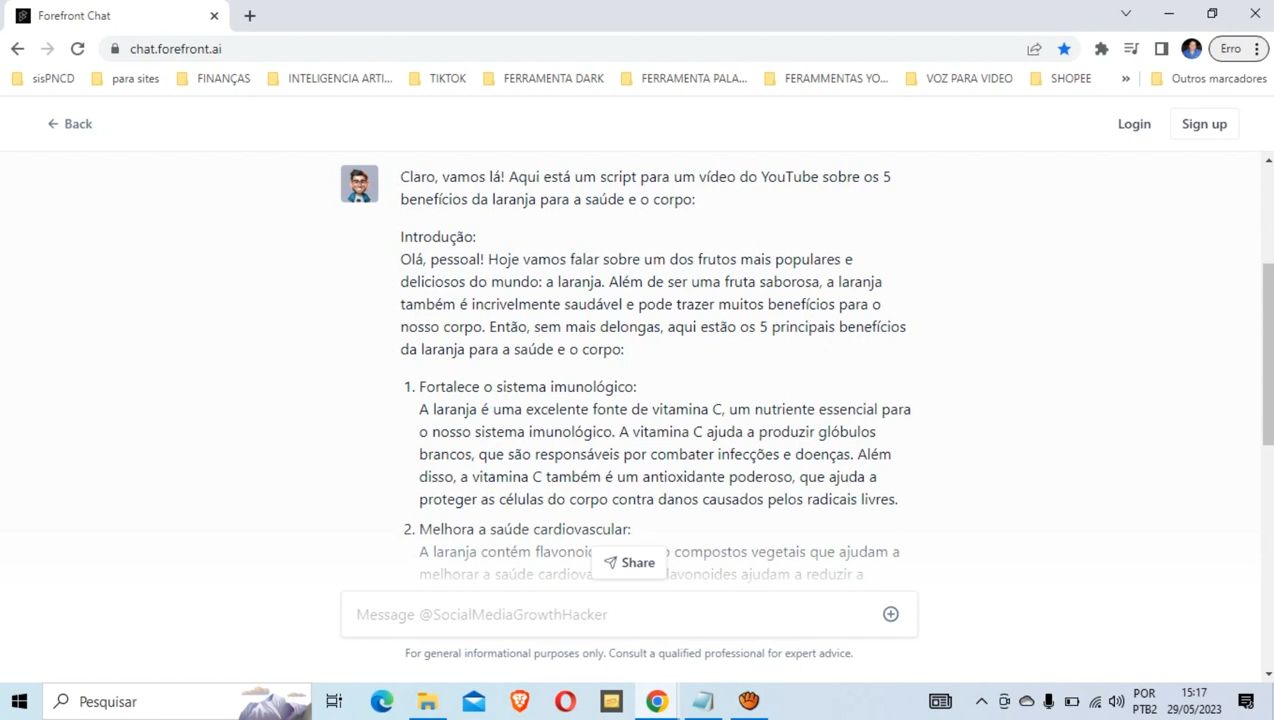 Forefront Chat
chat.forefront.ai
Erro
sisPNCD
para sites
FINANÇAS
INTELIGENCIA ARTI...
TIKTOK
FERRAMENTA DARK
FERRAMENTA PALA...
FERAMMENTAS YO...
VOZ PARA VIDEO
SHOPEE
»
Outros marcadores
← Back
Login
Sign up
Claro, vamos lá! Aqui está um script para um vídeo do YouTube sobre os 5
benefícios da laranja para a saúde e o corpo:
Introdução:
Olá, pessoal! Hoje vamos falar sobre um dos frutos mais populares e
deliciosos do mundo: a laranja. Além de ser uma fruta saborosa, a laranja
também é incrivelmente saudável e pode trazer muitos benefícios para o
nosso corpo. Então, sem mais delongas, aqui estão os 5 principais benefícios
da laranja para a saúde e o corpo:
1. Fortalece o sistema imunológico:
A laranja é uma excelente fonte de vitamina C, um nutriente essencial para
o nosso sistema imunológico. A vitamina C ajuda a produzir glóbulos
brancos, que são responsáveis por combater infecções e doenças. Além
disso, a vitamina C também é um antioxidante poderoso, que ajuda a
proteger as células do corpo contra danos causados pelos radicais livres.
2. Melhora a saúde cardiovascular:
A laranja contém compostos vegetais que ajudam a
melhorar a saúde ajudam a reduzir a
Share
Message @SocialMediaGrowthHacker
For general informational purposes only. Consult a qualified professional for expert advice.
Pesquisar
POR
PTB2
15:17
29/05/2023